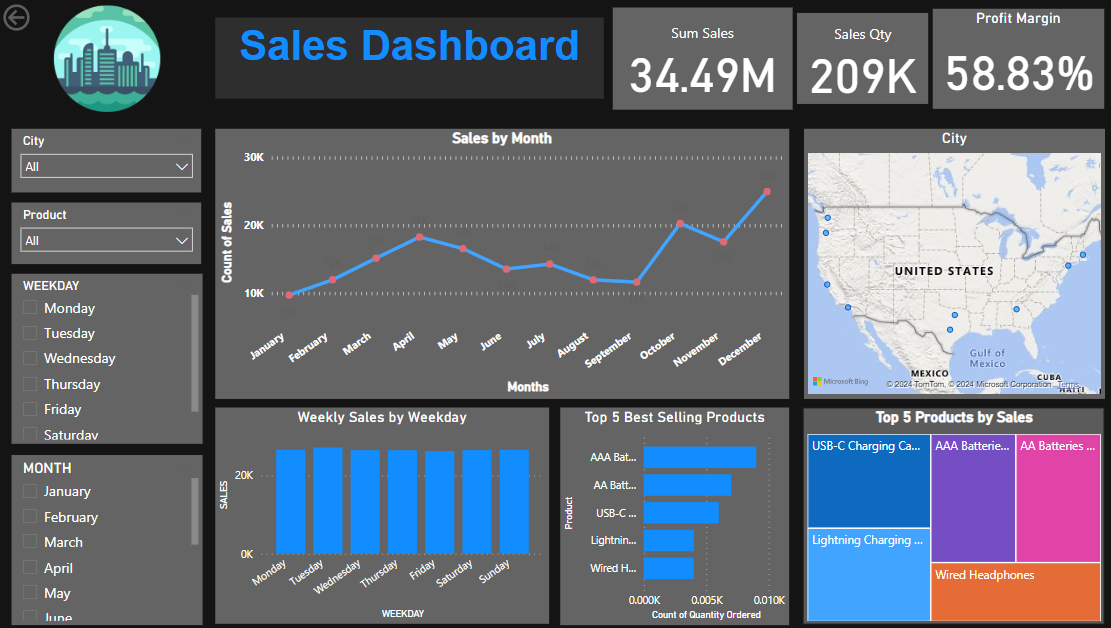 Sales Dashboard
Sum Sales
34.49M
Sales Qty
209K
Profit Margin
58.83%
City
All
Product
All
WEEKDAY
Monday
Tuesday
Wednesday
Thursday
Friday
Saturday
MONTH
January
February
March
April
May
June
Sales by Month
Count of Sales
30K
20K
10K
January
February
March
April
May
June
July
August
September
October
November
December
Months
City
UNITED STATES
Gulf of
Mexico
MEXICO
CUBA
HAITI
Microsoft Bing
© 2024 TomTom, © 2024 Microsoft Corporation Terms
Weekly Sales by Weekday
SALES
20K
0K
Monday
Tuesday
Wednesday
Thursday
Friday
Saturday
Sunday
WEEKDAY
Top 5 Best Selling Products
Product
AAA Bat...
AA Batt...
USB-C ...
Lightnin...
Wired H...
0.000K
0.005K
0.010K
Count of Quantity Ordered
Top 5 Products by Sales
USB-C Charging Ca...
AAA Batterie...
AA Batteries ...
Lightning Charging ...
Wired Headphones